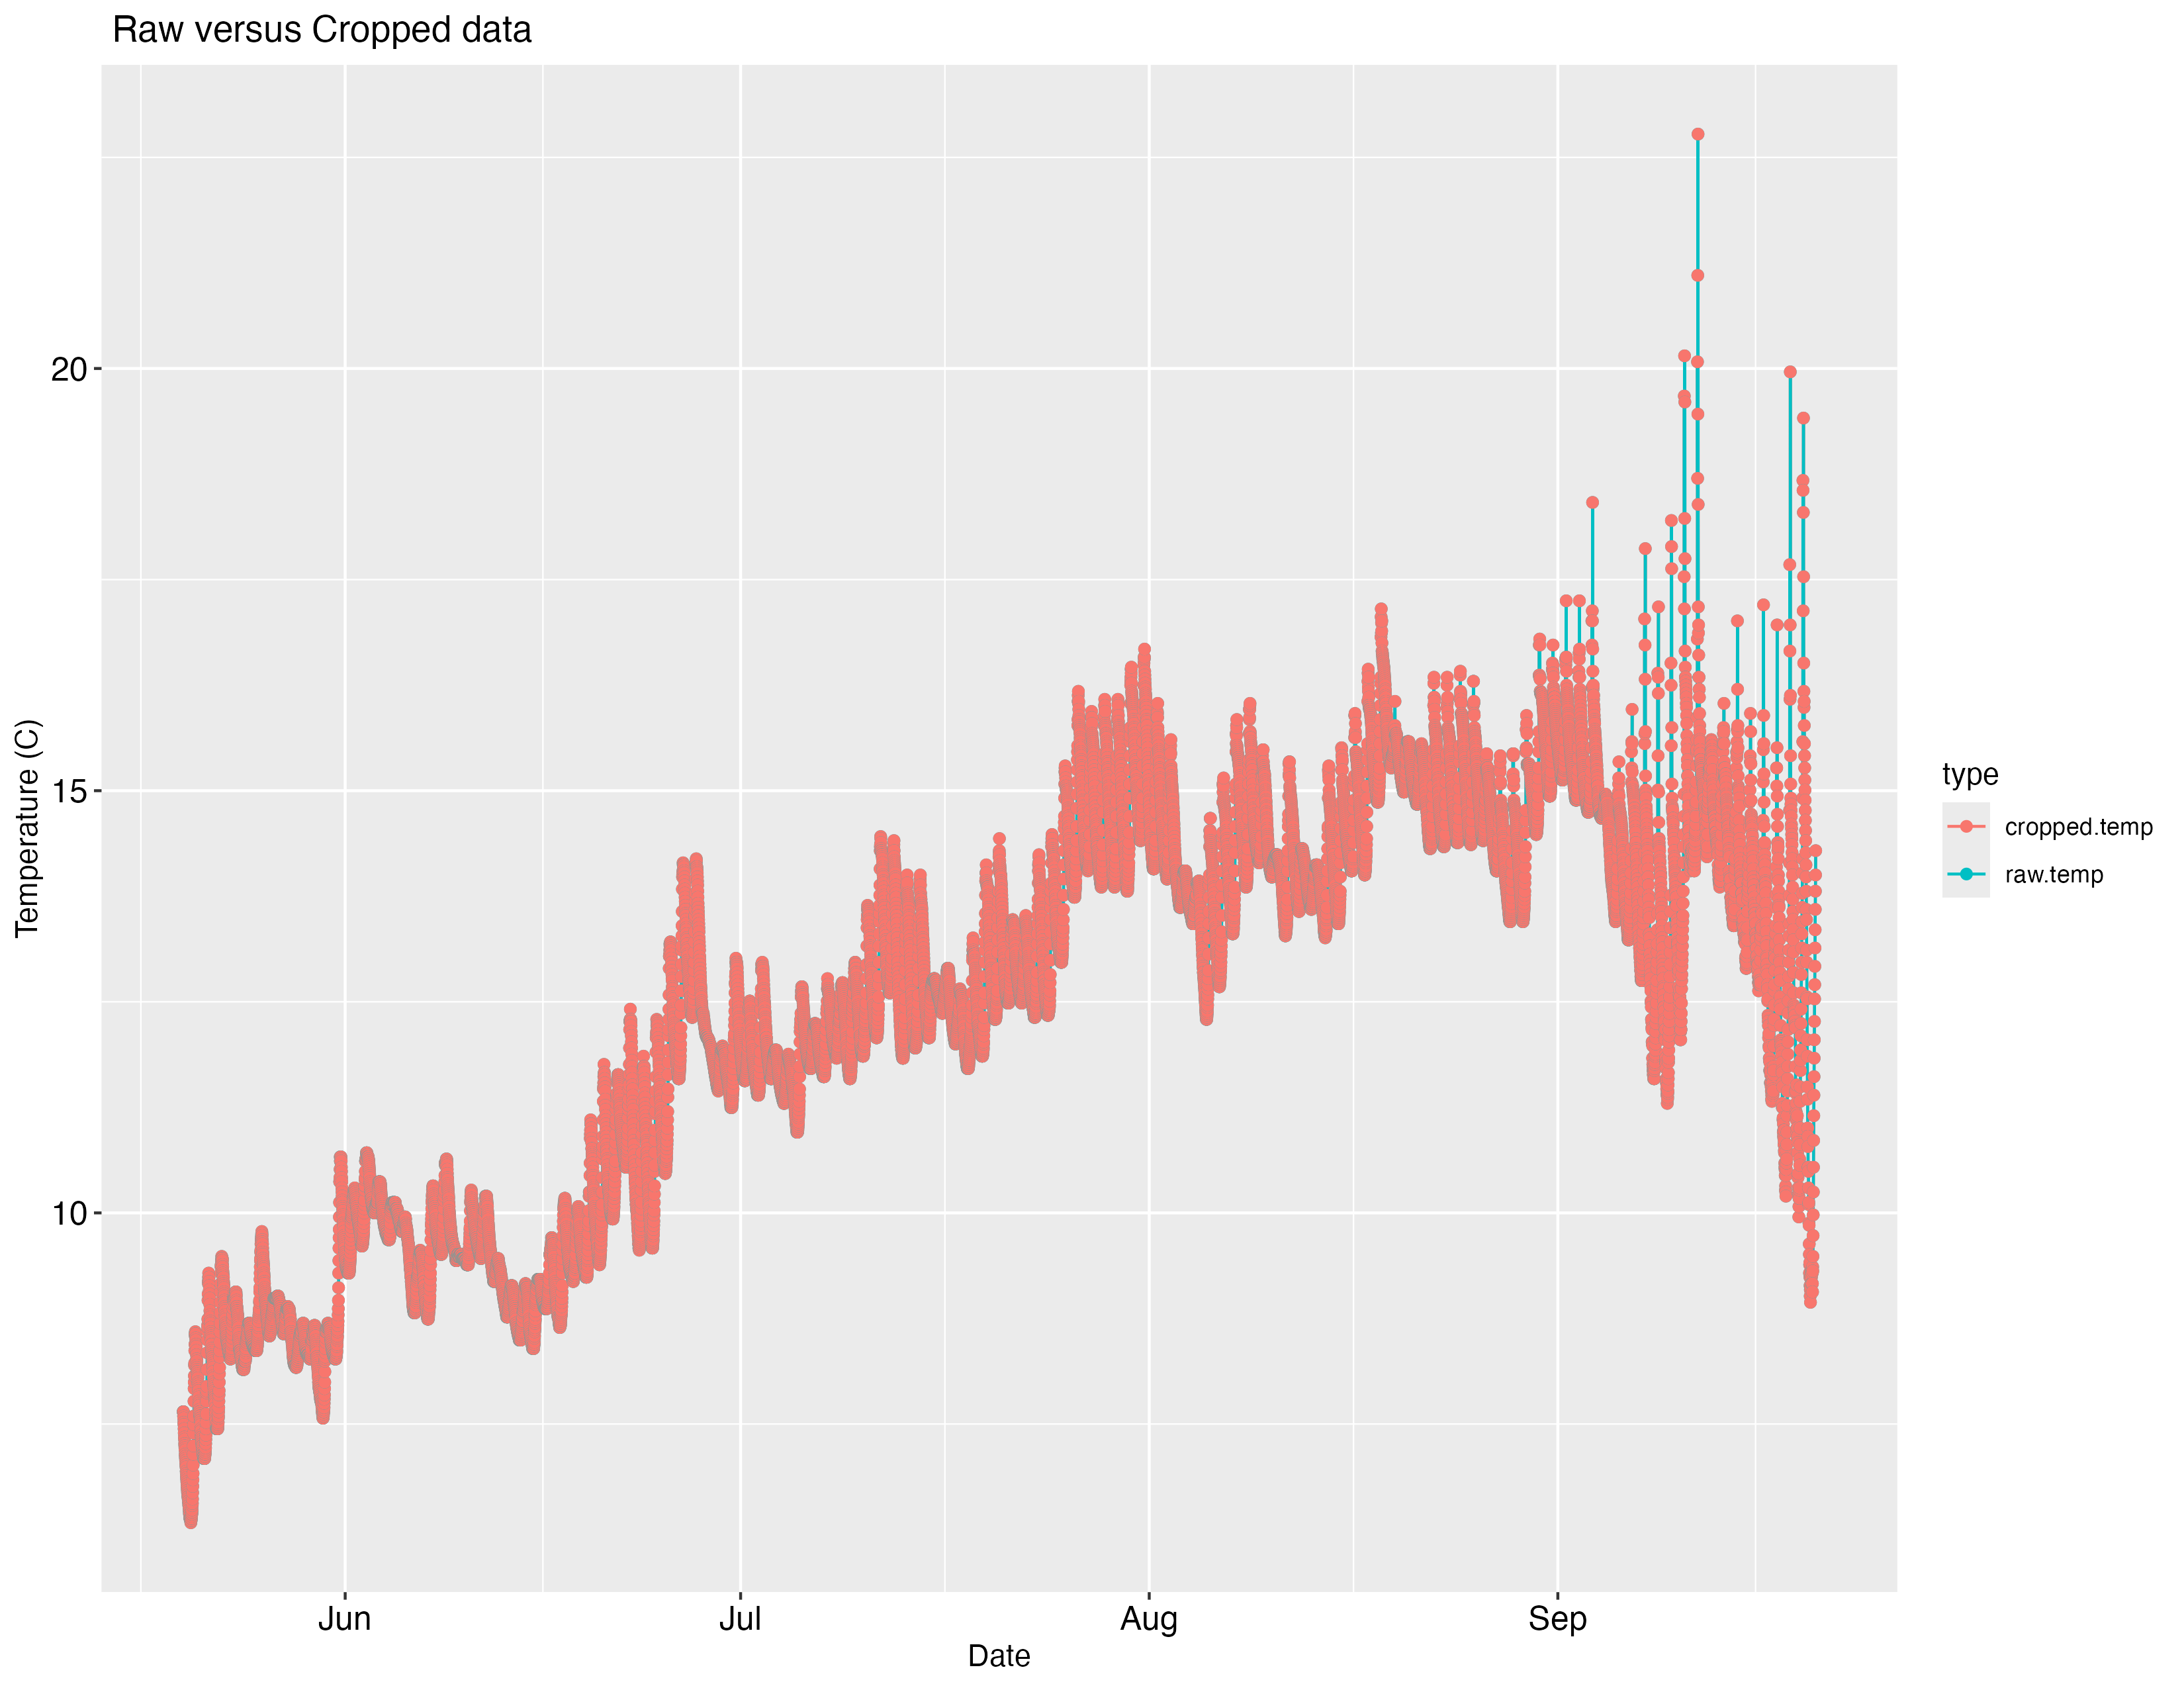 Raw versus Cropped data
Temperature (C)
20
15
10
Jun
Jul
Aug
Sep
Date
type
cropped.temp
raw.temp